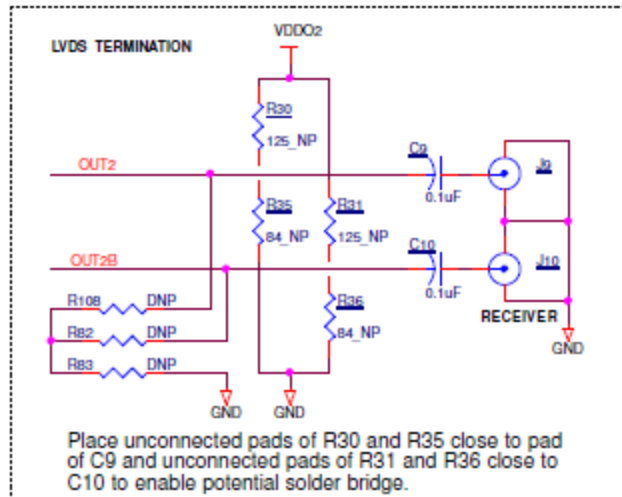 VDDO2
LVDS TERMINATION
R30
125_NP
OUT2
C9
J9
0.1uF
R35
84_NP
R31
125_NP
OUT2B
C10
J10
0.1uF
R108 DNP
R36
84_NP
RECEIVER
R82 DNP
GND
R83 DNP
GND
GND
Place unconnected pads of R30 and R35 close to pad
of C9 and unconnected pads of R31 and R36 close to
C10 to enable potential solder bridge.